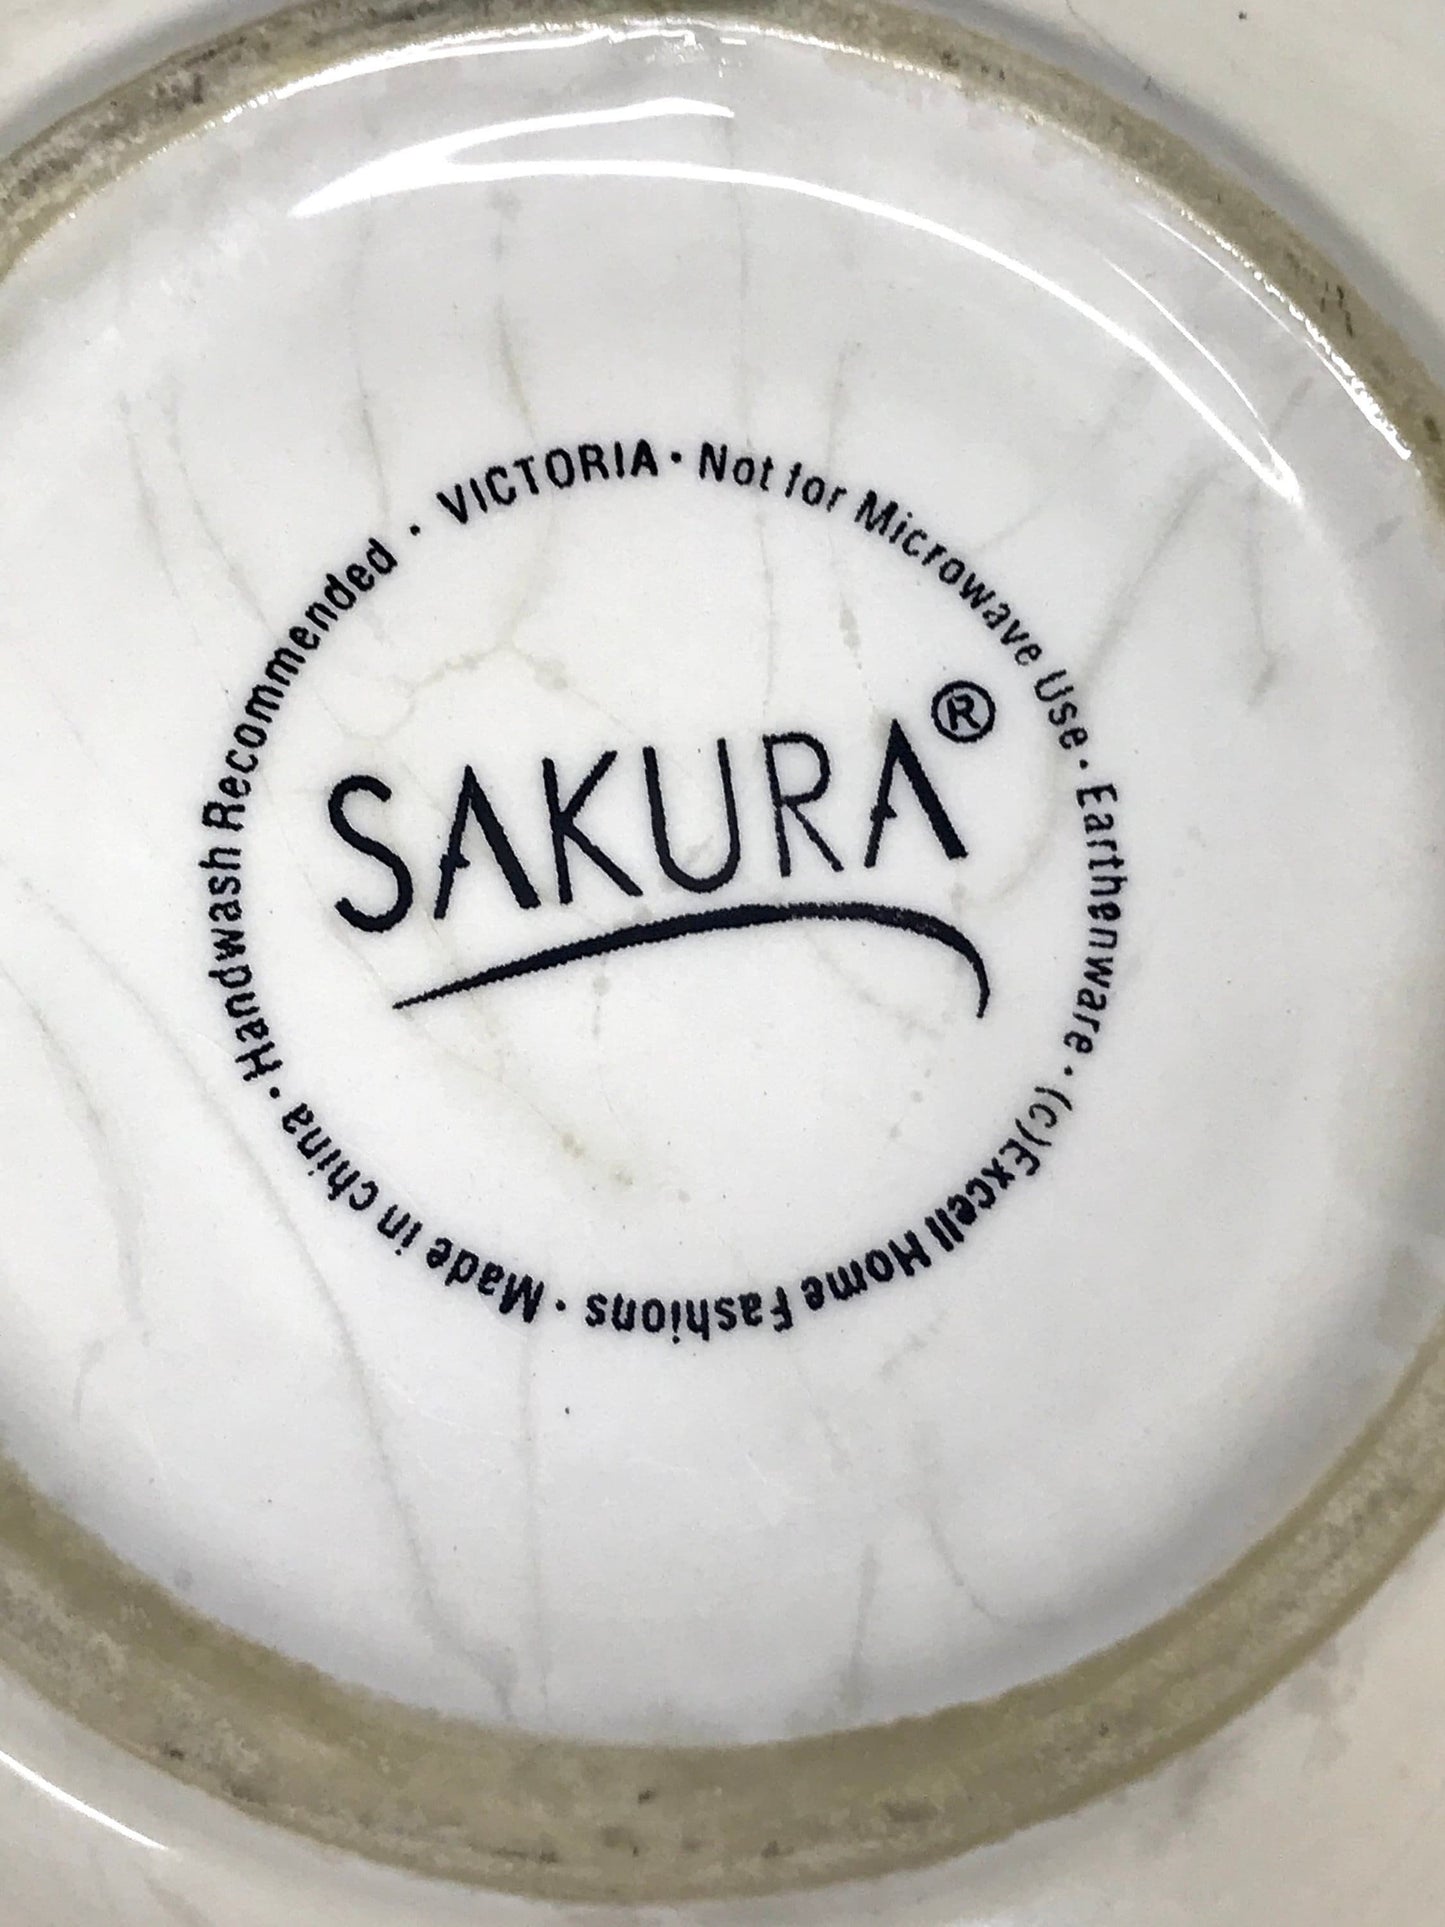 VICTORIA · Not for Microwave Use · Earthenware · (c)Excell Home Fashions · Made in china · Handwash Recommended ·
SAKURA®